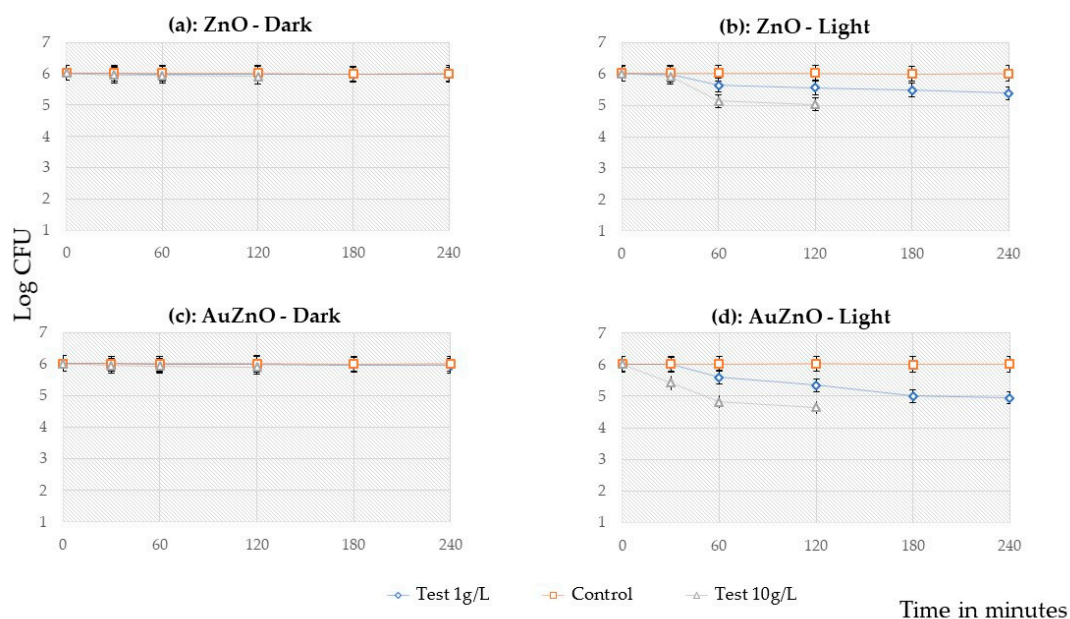 (a): ZnO - Dark
7
6
5
4
3
2
1
0 60 120 180 240
(b): ZnO - Light
7
6
5
4
3
2
1
0 60 120 180 240
Log CFU
(c): AuZnO - Dark
7
6
5
4
3
2
1
0 60 120 180 240
(d): AuZnO - Light
7
6
5
4
3
2
1
0 60 120 180 240
Test 1g/L Control Test 10g/L
Time in minutes